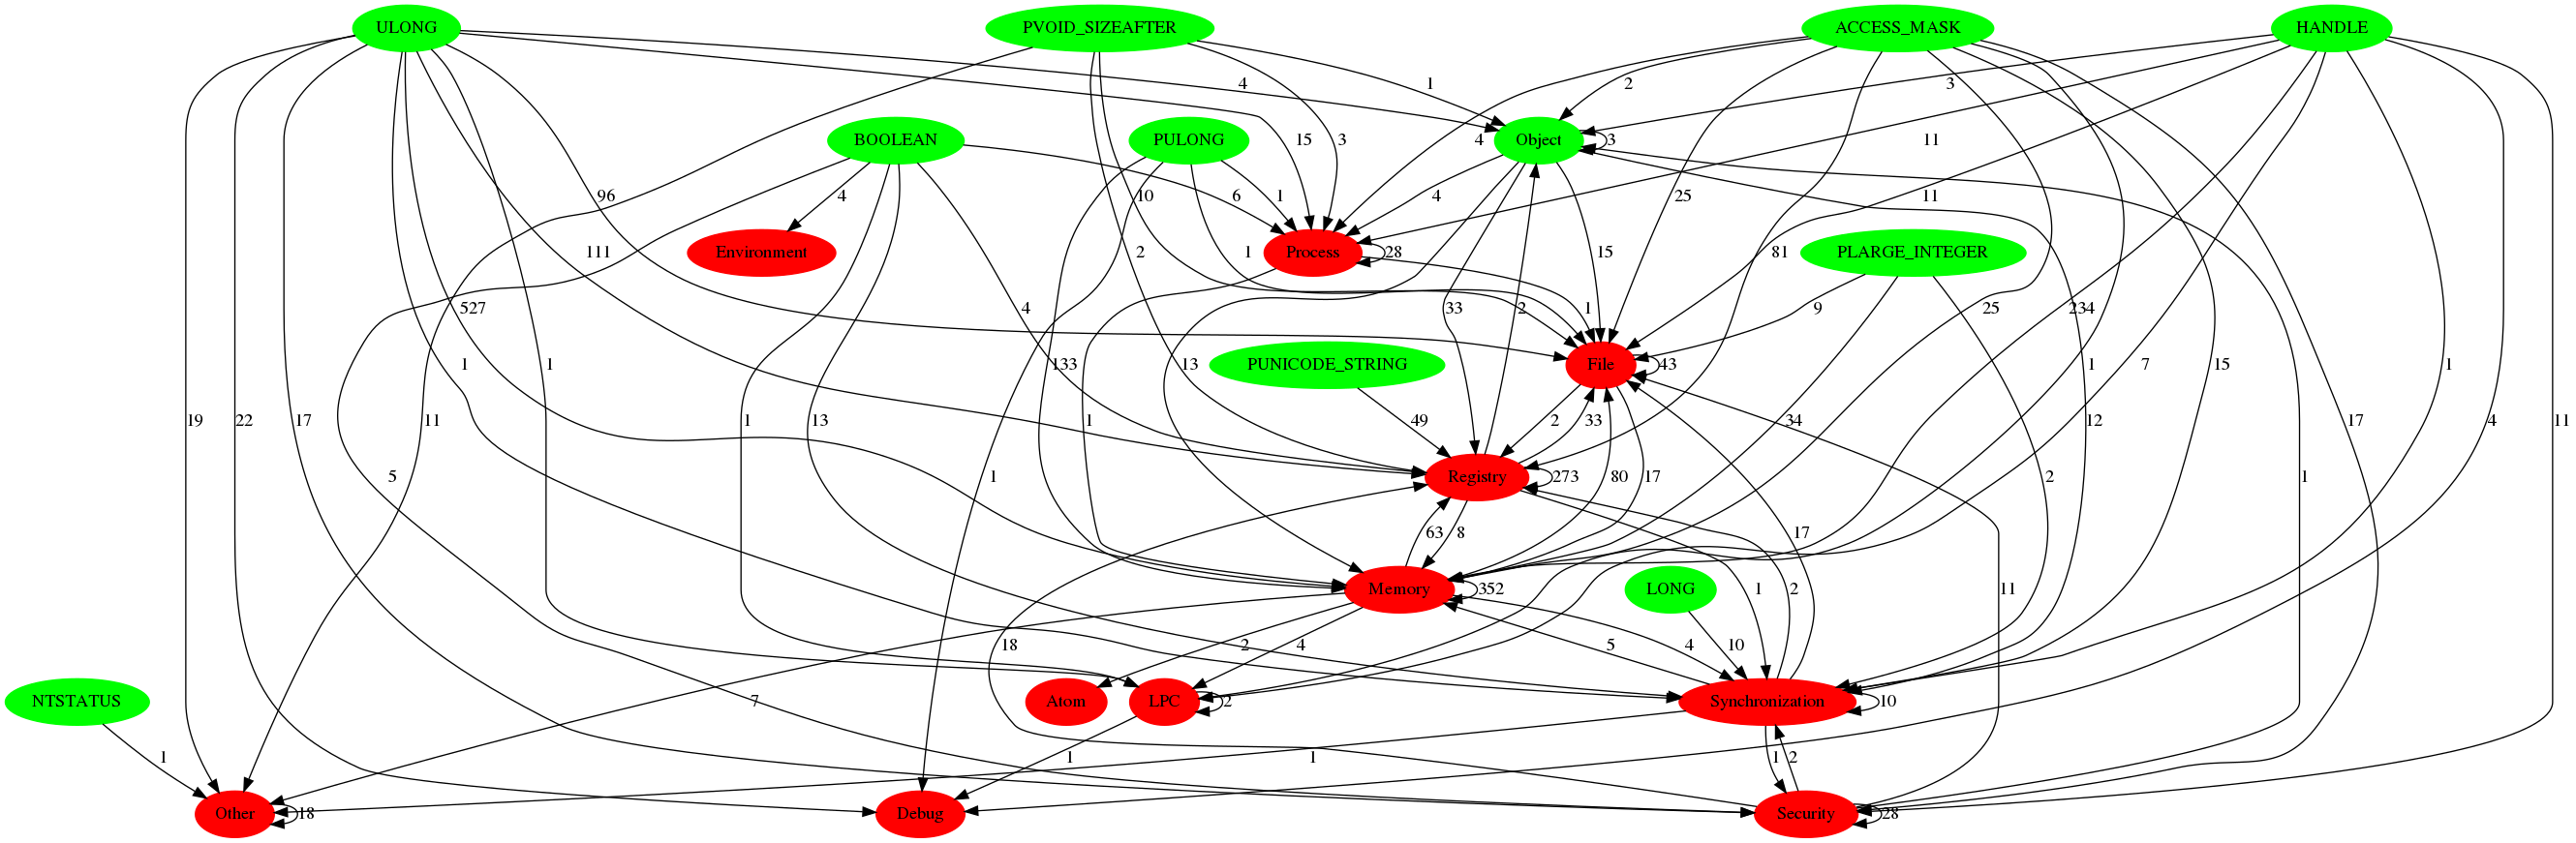 ULONG PVOID_SIZEAFTER ACCESS_MASK HANDLE
4 1 2 3
BOOLEAN PULONG Object
15 3 4 11 3
96 4 6 1 10 4 25 11
Environment Process PLARGE_INTEGER
111 2 1 15 81 28
527 4 33 2 1 9 25 234
PUNICODE_STRING File
1 1 133 13 43 7 15 1
19 22 17 11 1 13 1 49 2 33 34 12 17 4 11
Registry
5 1 273 80 17 2 1
63 8 17
Memory LONG
352 1 2 11
18 2 4 5 4 10
NTSTATUS Atom LPC Synchronization
7 2 10
1 1 1 1 2
Other Debug Security
18 28